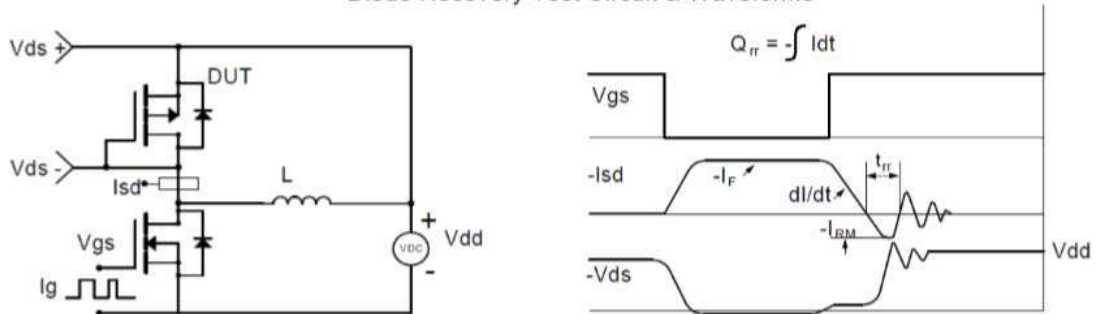 Diode Recovery Test Circuit & Waveforms
Vds +
DUT
Vds -
Isd
L
Vgs
Ig
VDC
+
-
Vdd
Qrr = -∫ Idt
Vgs
-Isd
-IF
dI/dt
trr
-IRM
Vdd
-Vds